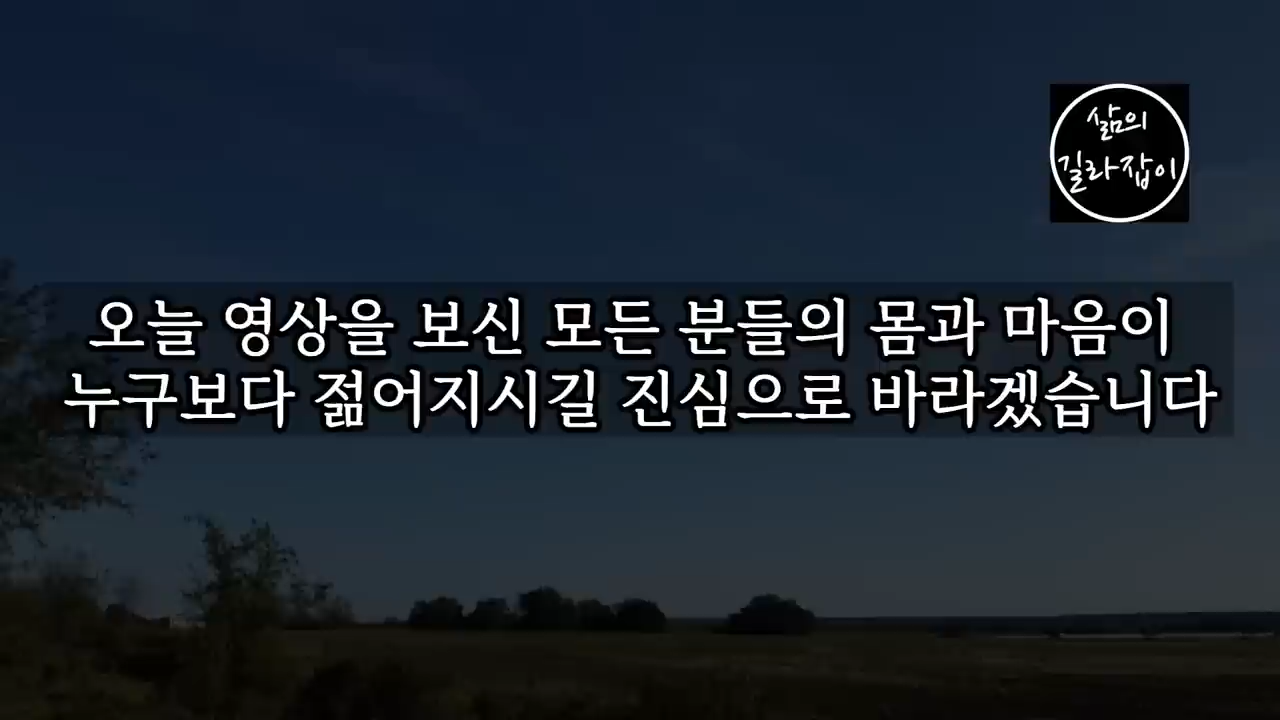 삶의
길라잡이
오늘 영상을 보신 모든 분들의 몸과 마음이
누구보다 젊어지시길 진심으로 바라겠습니다